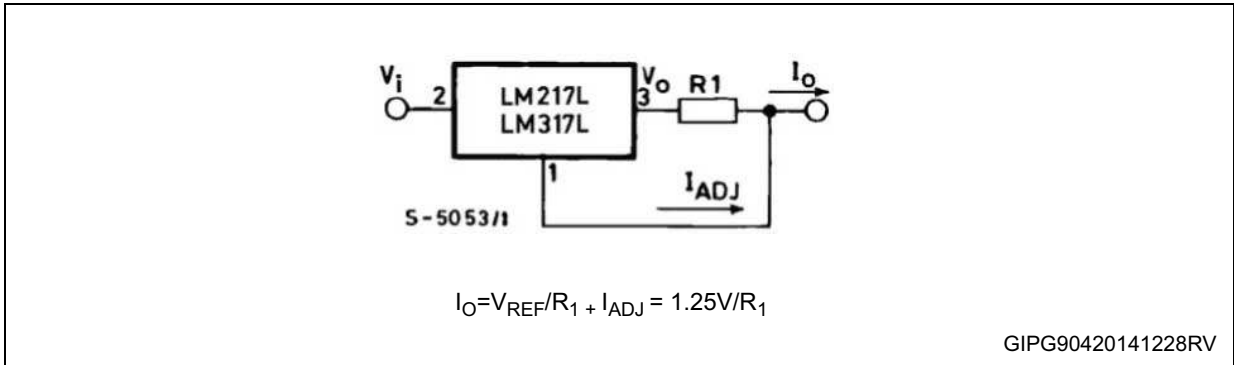 Vi
2
LM217L
LM317L
Vo
3
R1
IO
1
IADJ
S-5053/1
IO=VREF/R1 + IADJ = 1.25V/R1
GIPG90420141228RV